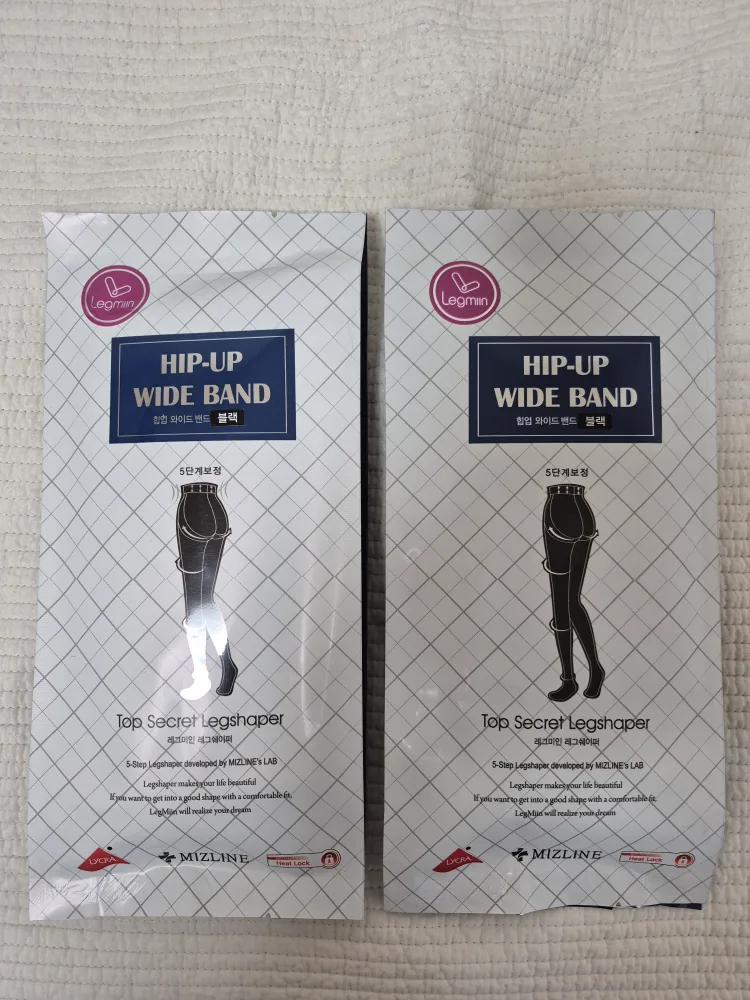 Legmiin
HIP-UP
WIDE BAND
힙업 와이드 밴드 블랙
5단계보정
Top Secret Legshaper
레그미인 레그쉐이퍼
5-Step Legshaper developed by MIZLINE's LAB
Legshaper makes your life beautiful
If you want to get into a good shape with a comfortable fit,
LegMiin will realize your dream
LYCRA MIZLINE Heat Lock
Legmiin
HIP-UP
WIDE BAND
힙업 와이드 밴드 블랙
5단계보정
Top Secret Legshaper
레그미인 레그쉐이퍼
5-Step Legshaper developed by MIZLINE's LAB
Legshaper makes your life beautiful
If you want to get into a good shape with a comfortable fit,
LegMiin will realize your dream
LYCRA MIZLINE Heat Lock